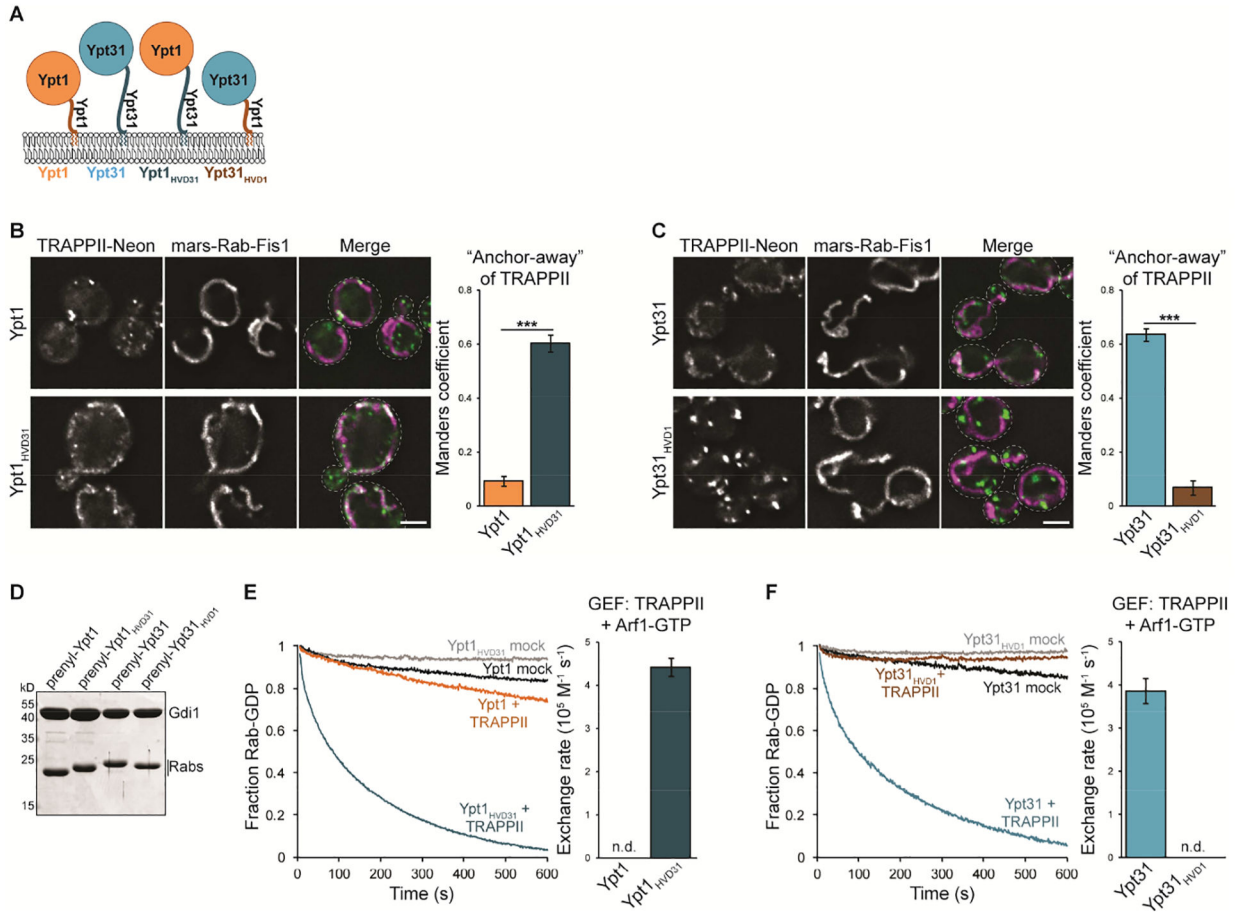 A
Ypt1
Ypt31
Ypt1
Ypt31
Ypt1
Ypt31
Ypt31
Ypt1
Ypt1 Ypt31 Ypt1HVD31 Ypt31HVD1
B
TRAPPII-Neon mars-Rab-Fis1 Merge
Ypt1
Ypt1HVD31
"Anchor-away"
of TRAPPII
Manders coefficient
0.8
0.6
0.4
0.2
0
***
Ypt1
Ypt1HVD31
C
TRAPPII-Neon mars-Rab-Fis1 Merge
Ypt31
Ypt31HVD1
"Anchor-away"
of TRAPPII
Manders coefficient
0.8
0.6
0.4
0.2
0
***
Ypt31
Ypt31HVD1
D
prenyl-Ypt1
prenyl-Ypt1HVD31
prenyl-Ypt31
prenyl-Ypt31HVD1
kD
55
40
25
15
Gdi1
Rabs
E
Fraction Rab-GDP
1
0.8
0.6
0.4
0.2
0
Ypt1HVD31 mock
Ypt1 mock
Ypt1 +
TRAPPII
Ypt1HVD31 +
TRAPPII
0 100 200 300 400 500 600
Time (s)
GEF: TRAPPII
+ Arf1-GTP
Exchange rate (10⁵ M⁻¹ s⁻¹)
5
4
3
2
1
0
n.d.
Ypt1
Ypt1HVD31
F
Fraction Rab-GDP
1
0.8
0.6
0.4
0.2
0
Ypt31HVD1 mock
Ypt31HVD1+
TRAPPII
Ypt31 mock
Ypt31 +
TRAPPII
0 100 200 300 400 500 600
Time (s)
GEF: TRAPPII
+ Arf1-GTP
Exchange rate (10⁵ M⁻¹ s⁻¹)
5
4
3
2
1
0
n.d.
Ypt31
Ypt31HVD1